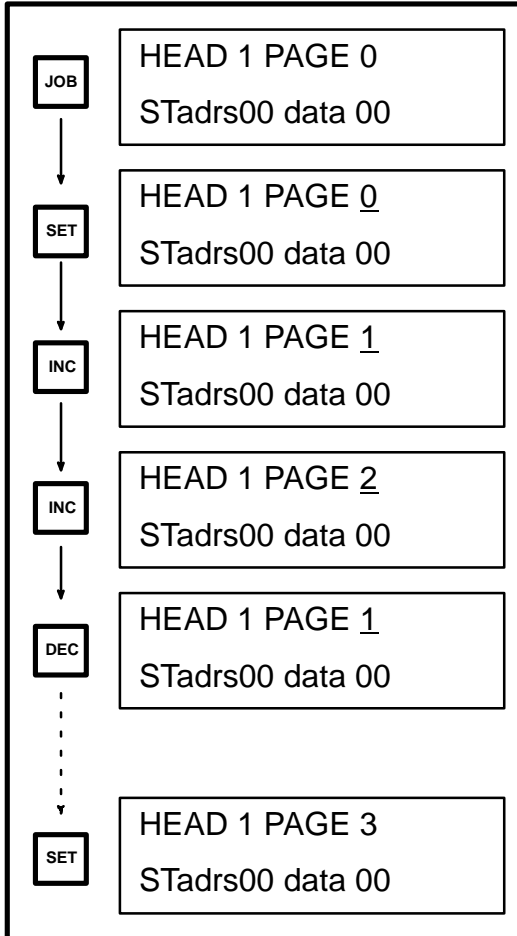 JOB
HEAD 1 PAGE 0
STadrs00 data 00
SET
HEAD 1 PAGE 0
STadrs00 data 00
INC
HEAD 1 PAGE 1
STadrs00 data 00
INC
HEAD 1 PAGE 2
STadrs00 data 00
DEC
HEAD 1 PAGE 1
STadrs00 data 00
SET
HEAD 1 PAGE 3
STadrs00 data 00